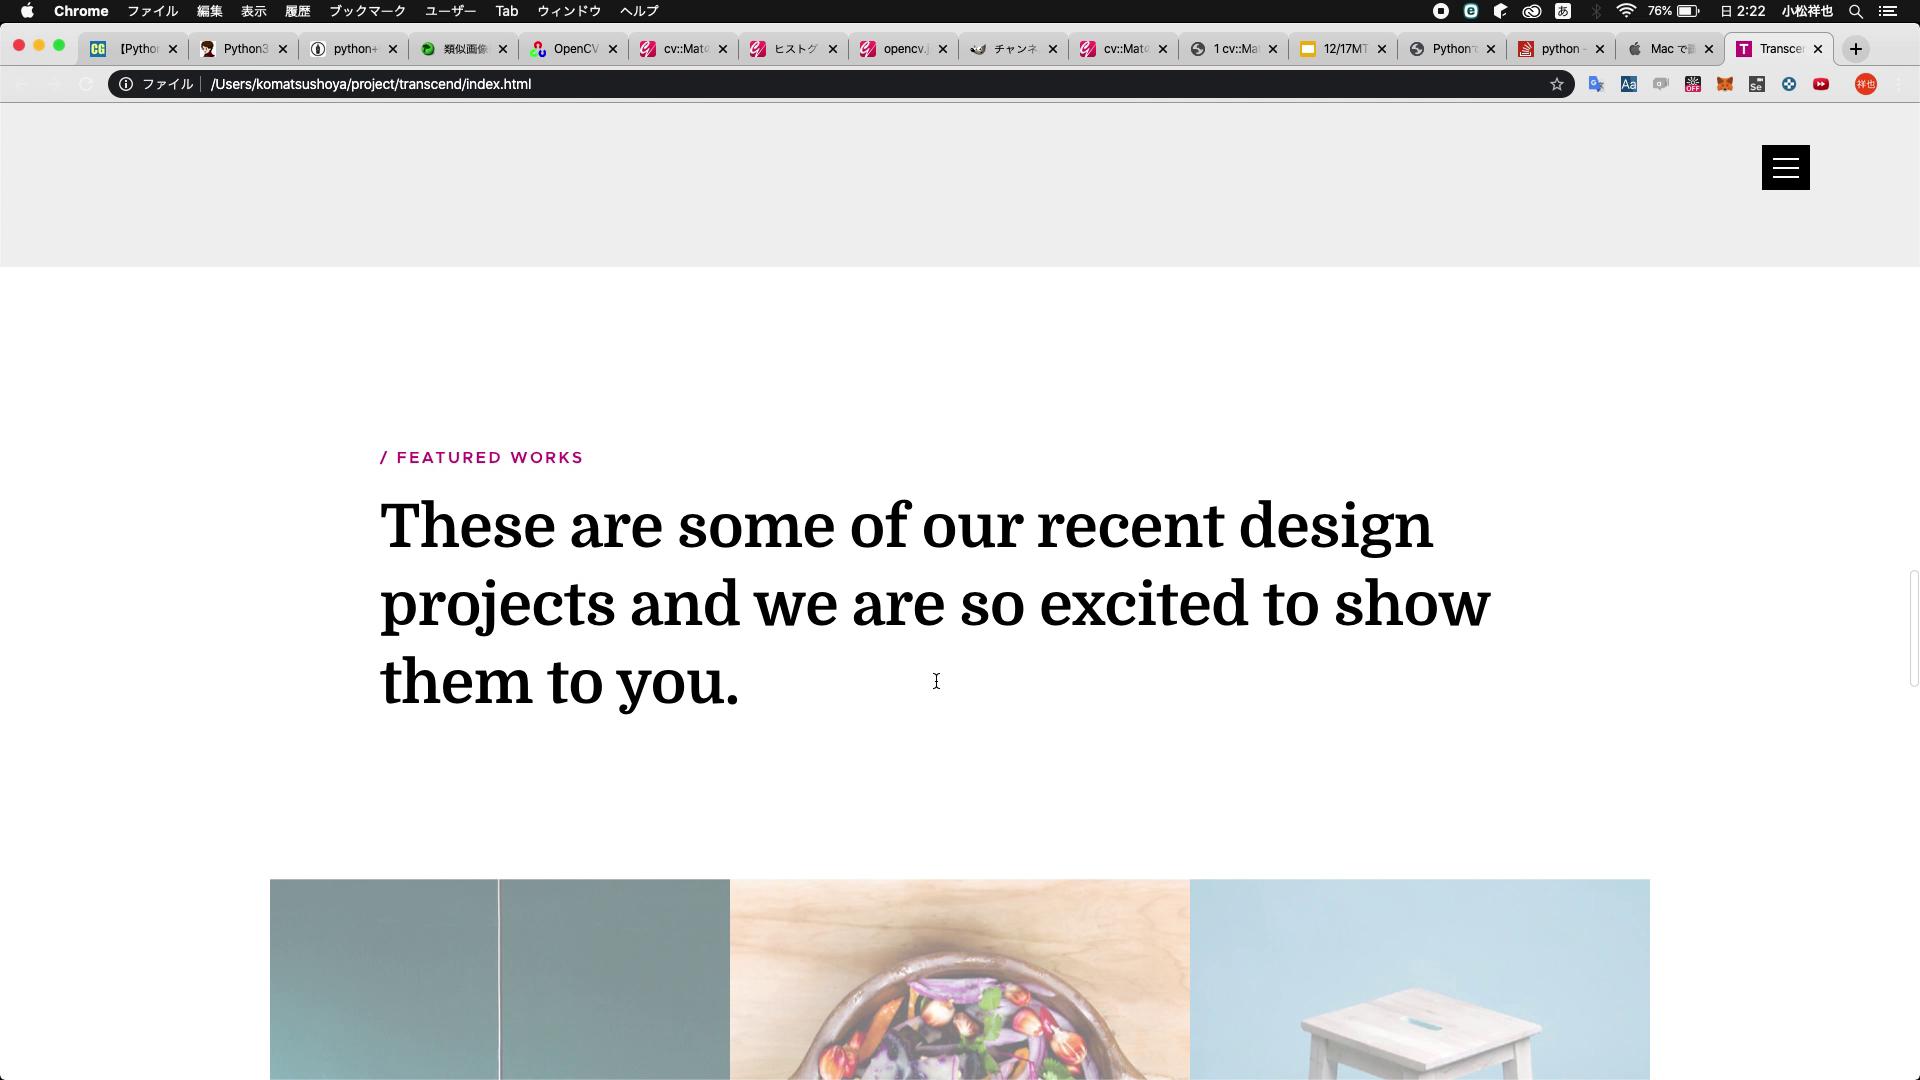 Chrome ファイル 編集 表示 履歴 ブックマーク ユーザー Tab ウィンドウ ヘルプ 76% 日 2:22 小松祥也
【Pytho Python3 python+ 類似画像 OpenCV cv::Mat ヒストグ opencv. チャンネ cv::Mat 1 cv::Ma 12/17MT Python python - Mac で Transce
ファイル /Users/komatsushoya/project/transcend/index.html
/ FEATURED WORKS
These are some of our recent design
projects and we are so excited to show
them to you.